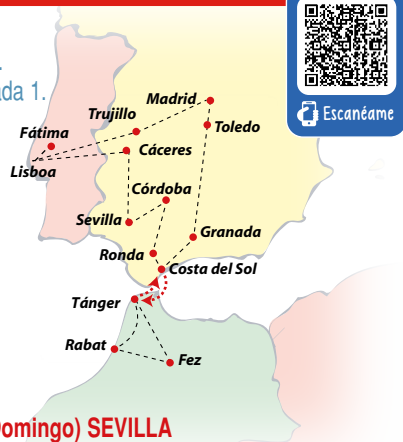 ada 1.
Escanéame
Madrid
Trujillo
Toledo
Fátima
Cáceres
Lisboa
Córdoba
Sevilla
Granada
Ronda
Costa del Sol
Tánger
Rabat
Fez
Domingo) SEVILLA